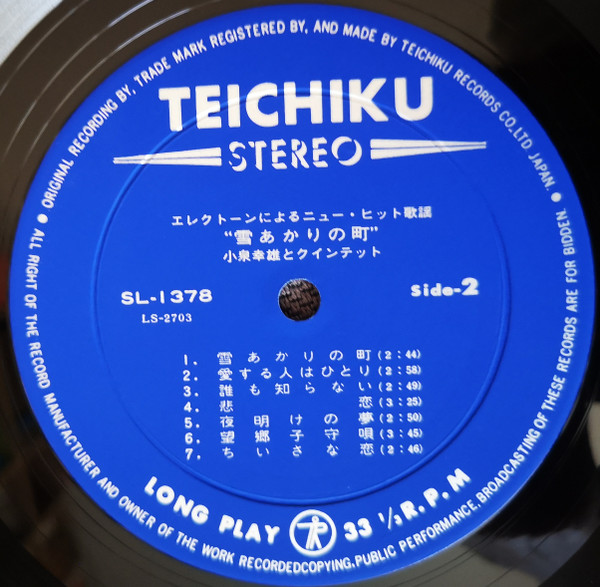 ORIGINAL RECORDING BY, TRADE MARK REGISTERED BY, AND MADE BY TEICHIKU RECORDS CO., LTD JAPAN.
TEICHIKU
STEREO
エレクトーンによるニュー・ヒット歌謡
“雪あかりの町”
小泉幸雄とクインテット
SL-1378
Side-2
LS-2703
1. 雪あかりの町 (2:44)
2. 愛する人はひとり (2:58)
3. 誰も知らない (2:49)
4. 悲恋 (3:25)
5. 夜明けの夢 (2:50)
6. 望郷子守唄 (3:45)
7. ちいさな恋 (2:46)
LONG PLAY 33 1/3 R.P.M
ALL RIGHT OF THE RECORD MANUFACTURER AND OWNER OF THE WORK RECORDED COPYING, PUBLIC PERFORMANCE, BROADCASTING OF THESE RECORDS ARE FOR BIDDEN.